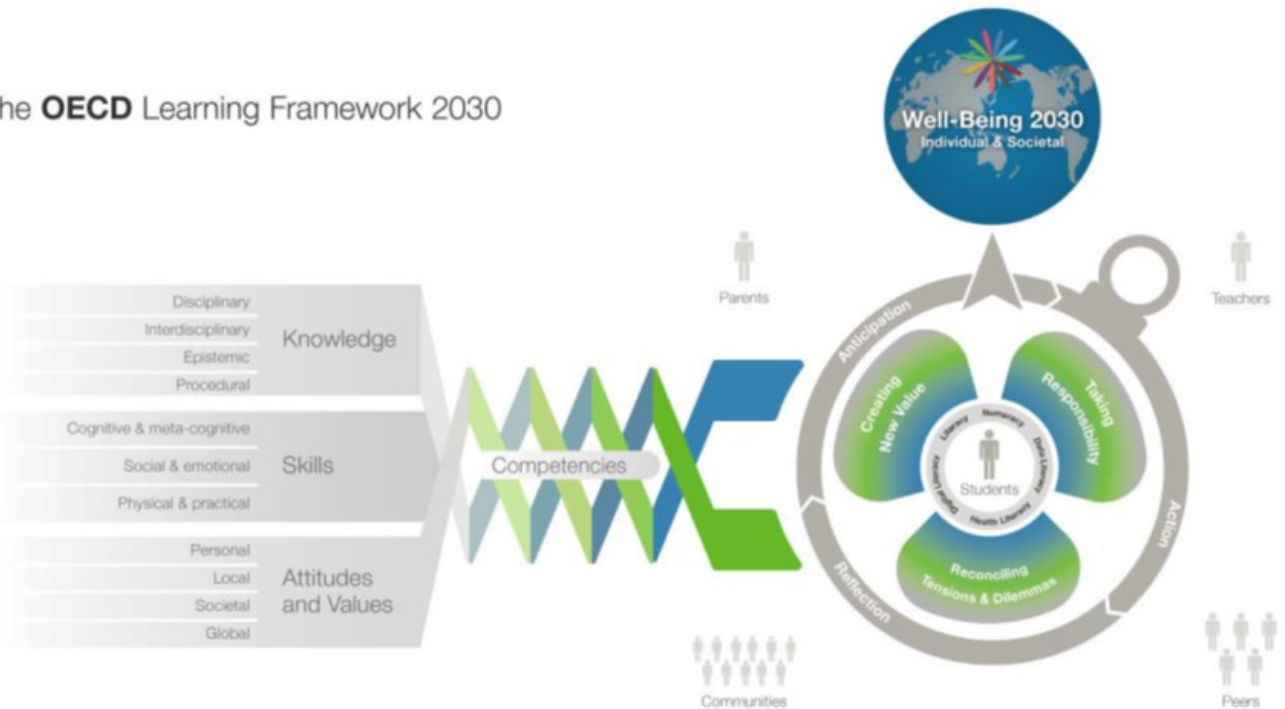 he OECD Learning Framework 2030
Well-Being 2030
Individual & Societal
Parents
Teachers
Disciplinary
Interdisciplinary
Epistemic
Procedural
Knowledge
Cognitive & meta-cognitive
Social & emotional
Physical & practical
Skills
Personal
Local
Societal
Global
Attitudes
and Values
Competencies
Anticipation
Action
Reflection
Creating
New Value
Taking
Responsibility
Reconciling
Tensions & Dilemmas
Literacy
Numeracy
Data Literacy
Health Literacy
Digital Literacy
Students
Communities
Peers